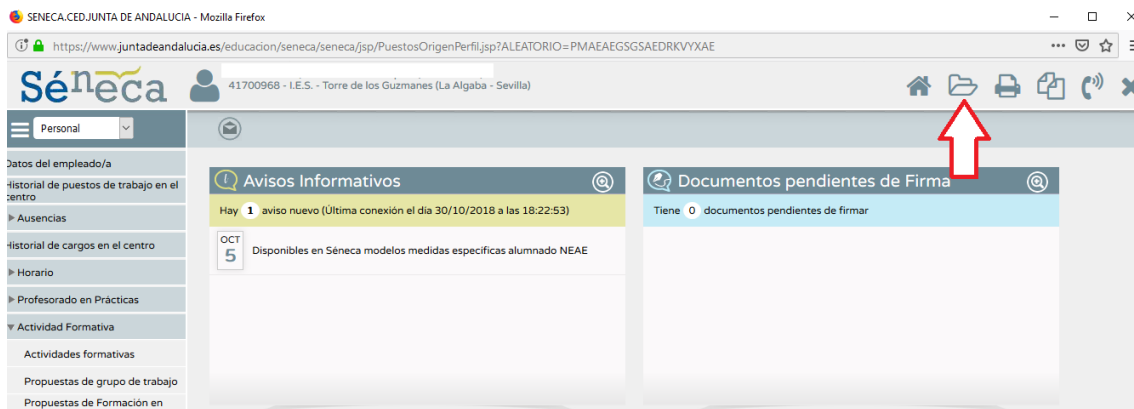 SENECA.CED.JUNTA DE ANDALUCIA - Mozilla Firefox
https://www.juntadeandalucia.es/educacion/seneca/seneca/jsp/PuestosOrigenPerfil.jsp?ALEATORIO=PMAEAEGSGSAEDRKVYXAE
Séneca
41700968 - I.E.S. - Torre de los Guzmanes (La Algaba - Sevilla)
Personal
Datos del empleado/a
Historial de puestos de trabajo en el
centro
Ausencias
Historial de cargos en el centro
Horario
Profesorado en Prácticas
Actividad Formativa
Actividades formativas
Propuestas de grupo de trabajo
Propuestas de Formación en
Avisos Informativos
Hay 1 aviso nuevo (Última conexión el día 30/10/2018 a las 18:22:53)
OCT
5
Disponibles en Séneca modelos medidas específicas alumnado NEAE
Documentos pendientes de Firma
Tiene 0 documentos pendientes de firmar